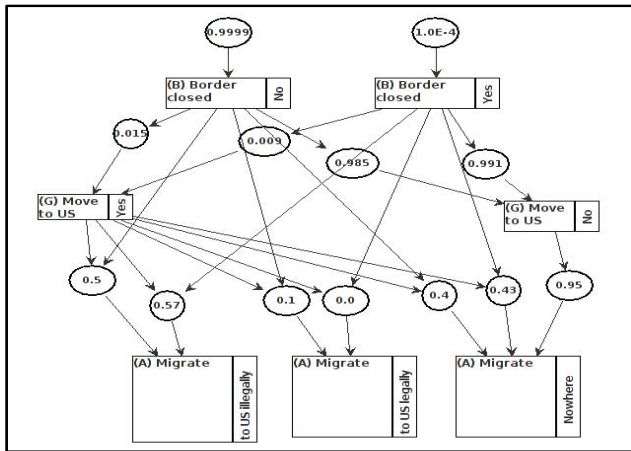 0.9999
1.0E-4
(B) Border
closed
No
(B) Border
closed
Yes
0.015
0.009
0.985
0.991
(G) Move
to US
Yes
(G) Move
to US
No
0.5
0.57
0.1
0.0
0.4
0.43
0.95
(A) Migrate
to US illegally
(A) Migrate
to US legally
(A) Migrate
Nowhere